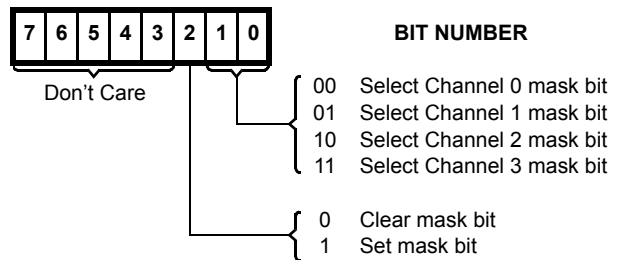 7 6 5 4 3 2 1 0 BIT NUMBER
Don't Care
00 Select Channel 0 mask bit
01 Select Channel 1 mask bit
10 Select Channel 2 mask bit
11 Select Channel 3 mask bit
0 Clear mask bit
1 Set mask bit